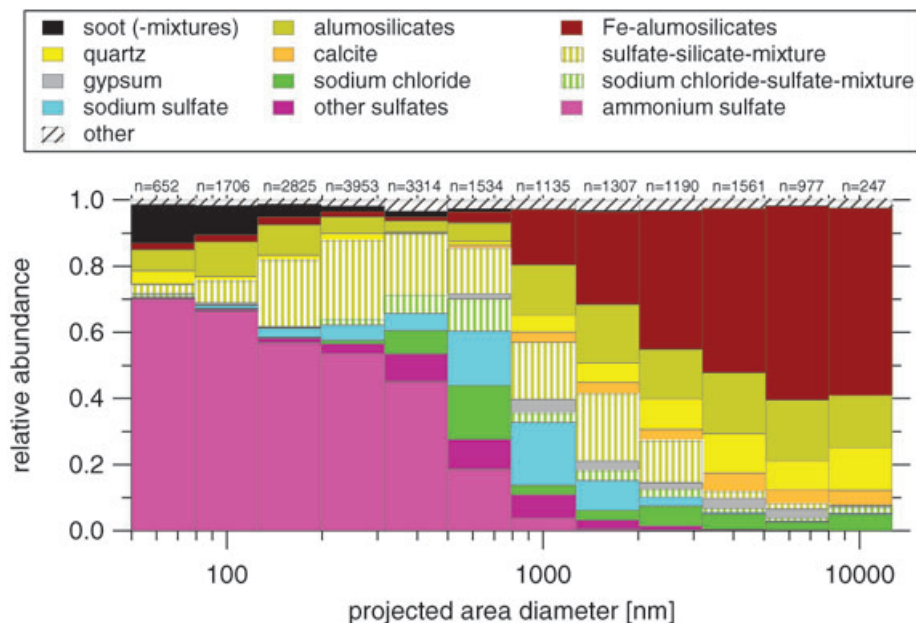 soot (-mixtures) alumosilicates Fe-alumosilicates
quartz calcite sulfate-silicate-mixture
gypsum sodium chloride sodium chloride-sulfate-mixture
sodium sulfate other sulfates ammonium sulfate
other
n=652 n=1706 n=2825 n=3953 n=3314 n=1534 n=1135 n=1307 n=1190 n=1561 n=977 n=247
1.0
0.8
0.6
0.4
0.2
0.0
relative abundance
100 1000 10000
projected area diameter [nm]